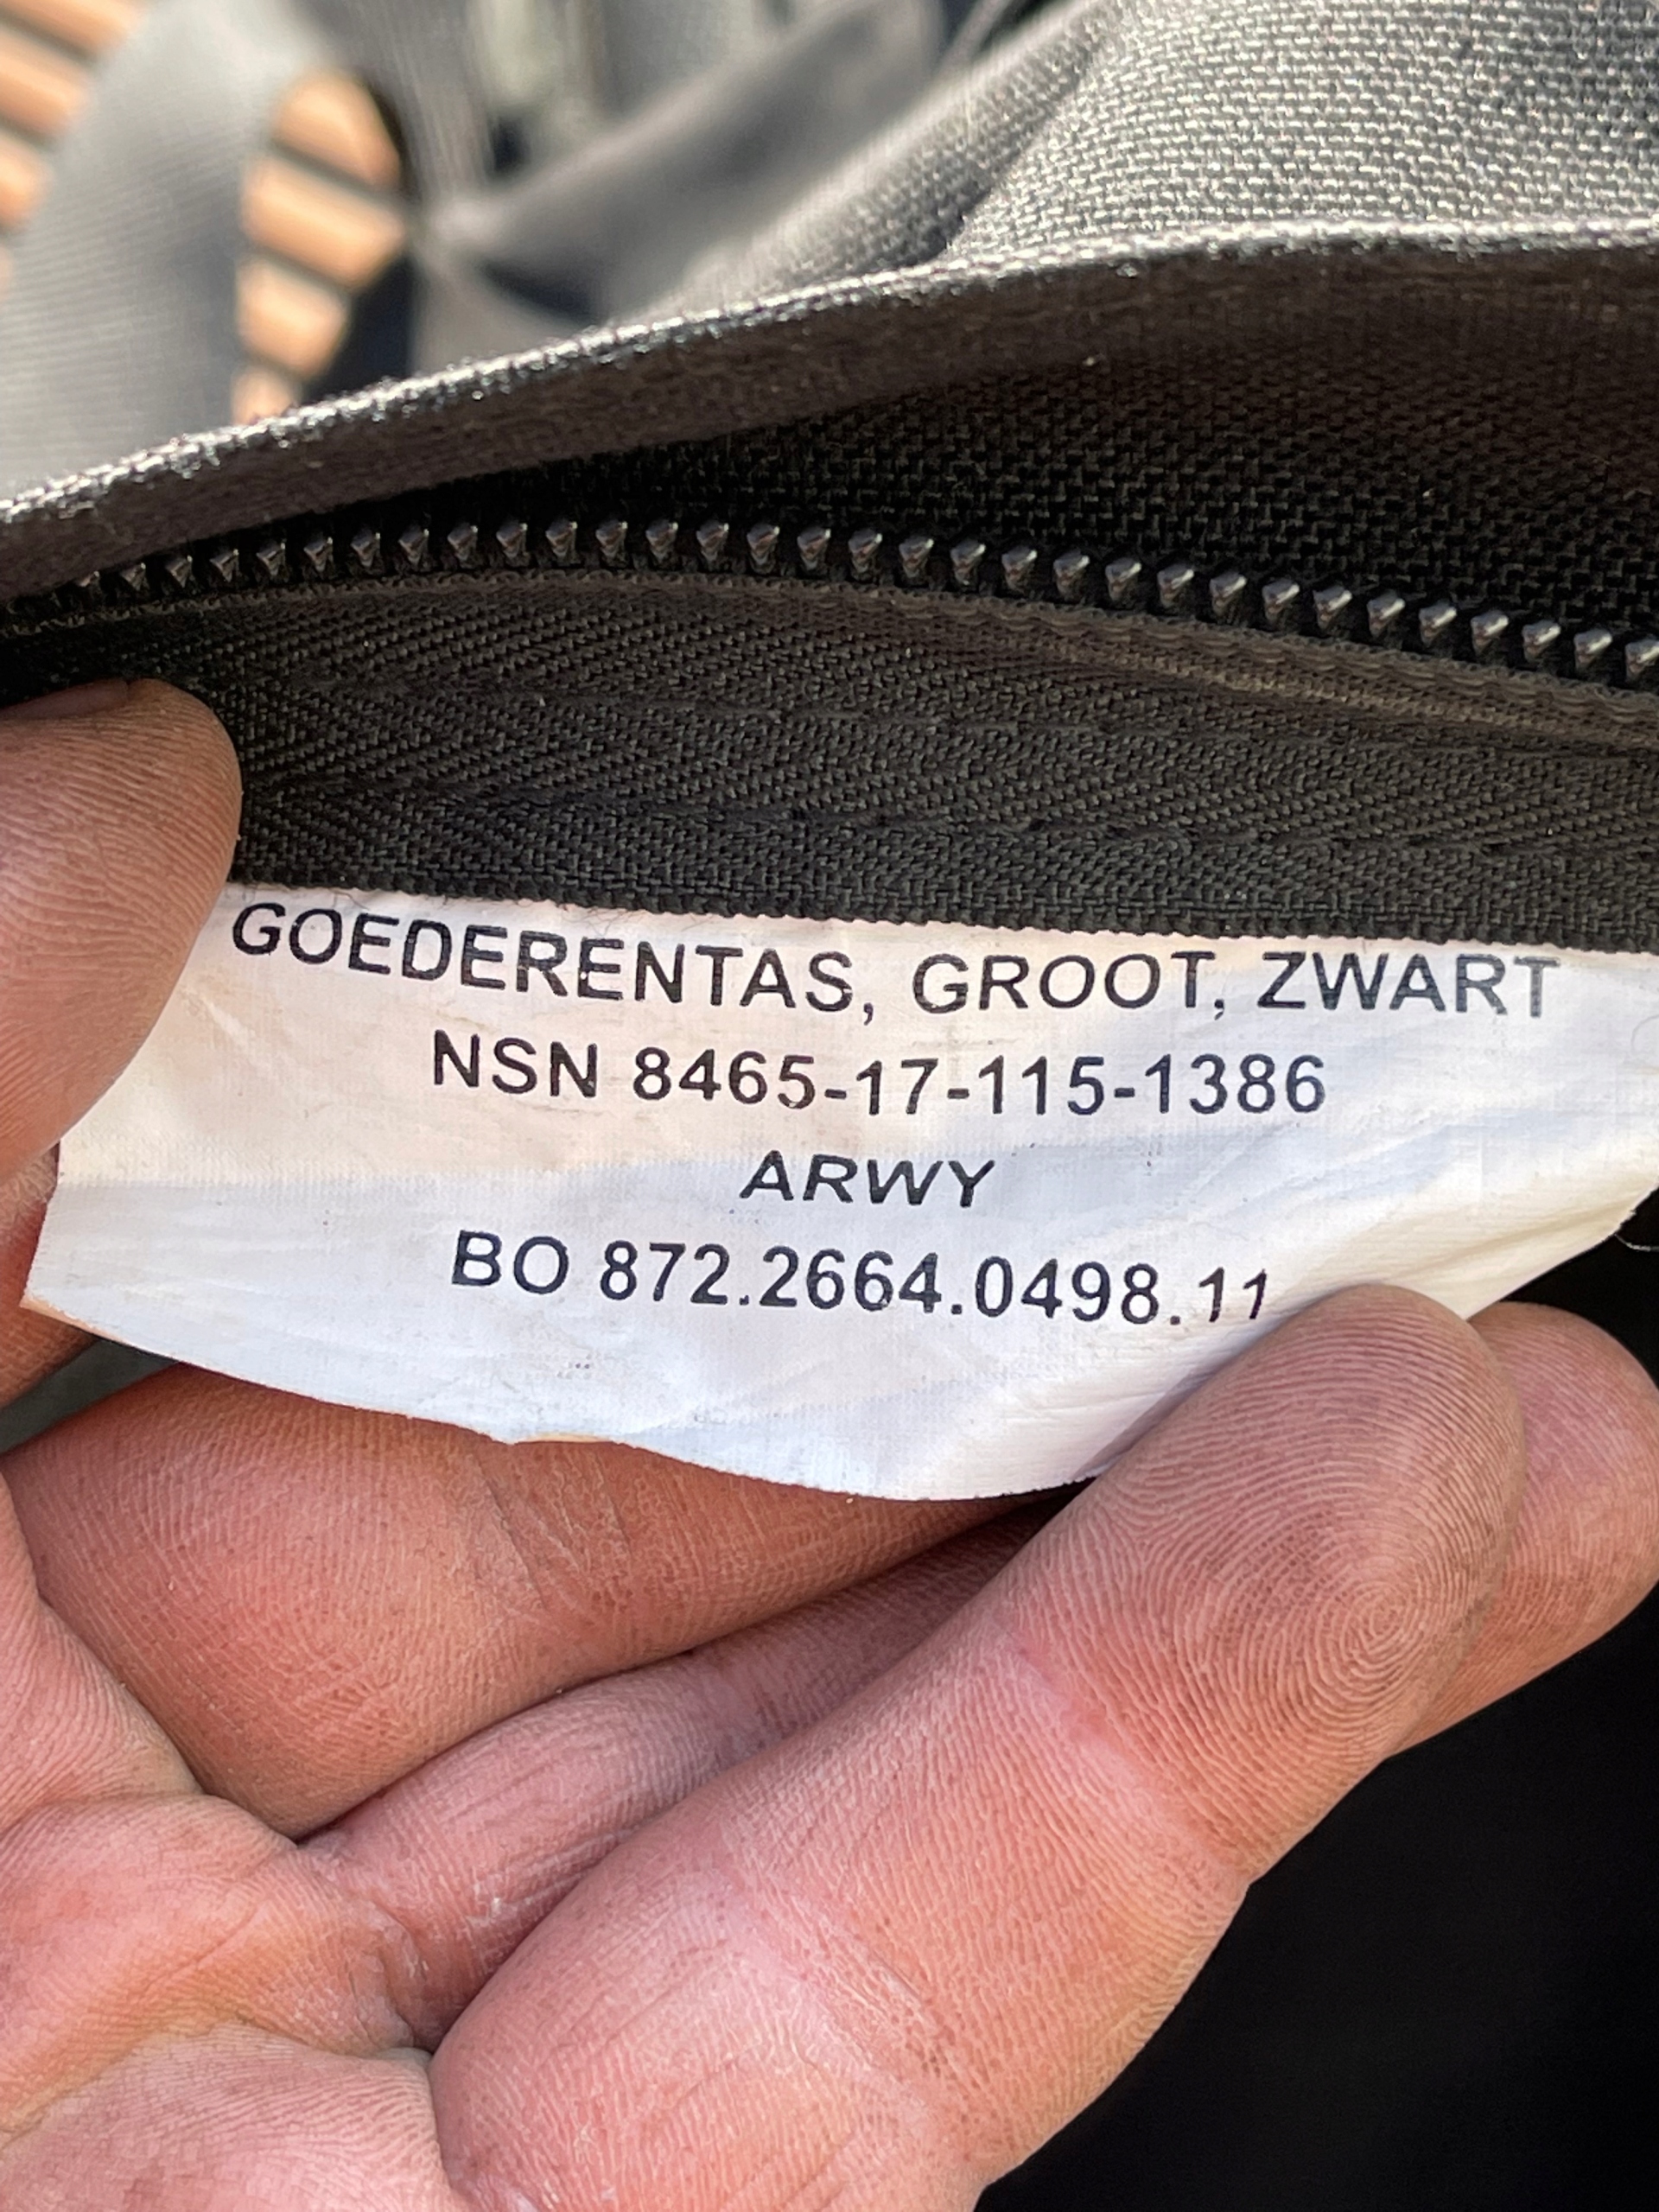 GOEDERENTAS, GROOT, ZWART
NSN 8465-17-115-1386
ARWY
BO 872.2664.0498.11